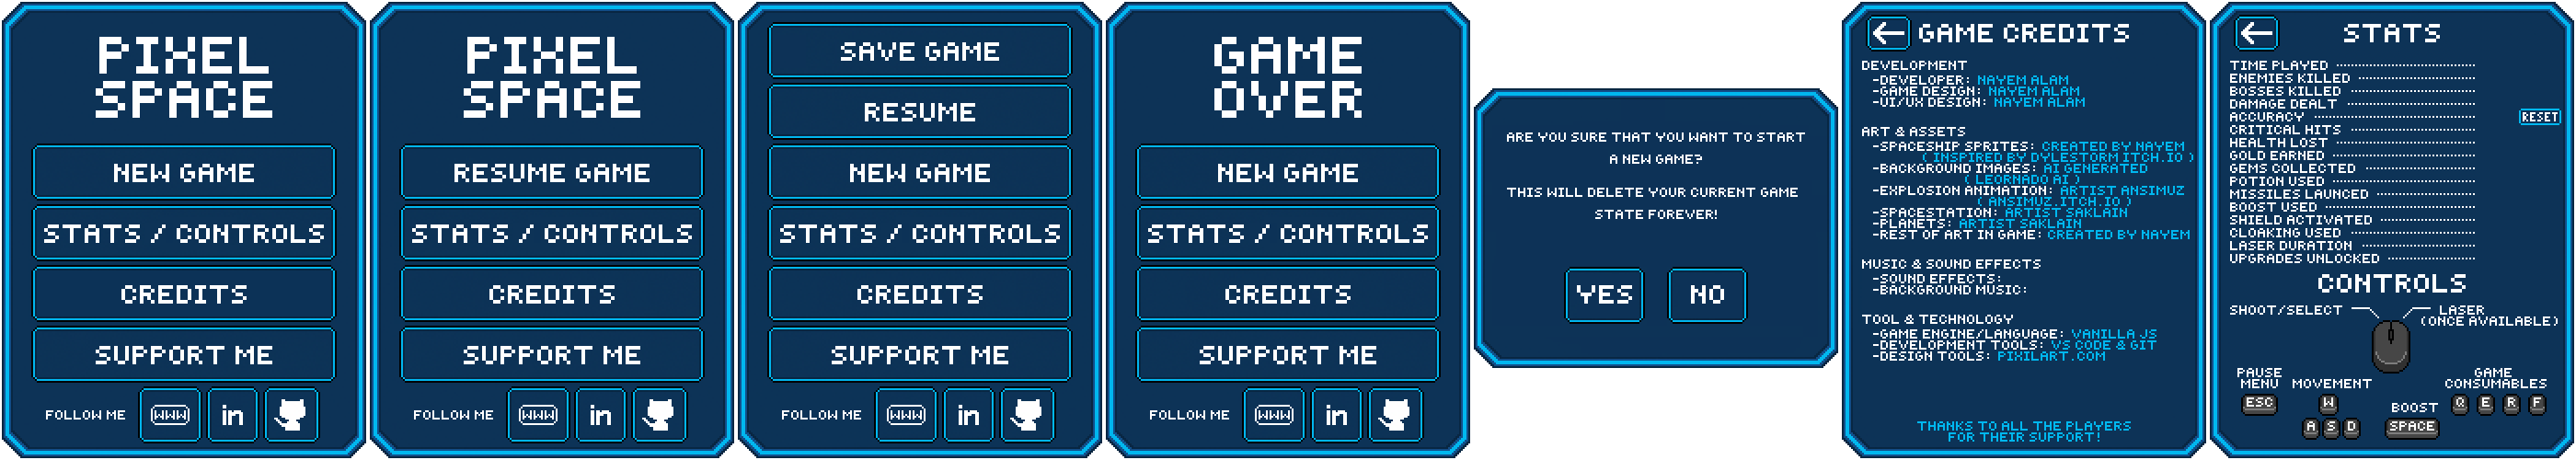 PIXEL
SPACE
NEW GAME
STATS / CONTROLS
CREDITS
SUPPORT ME
FOLLOW ME
WWW
in
PIXEL
SPACE
RESUME GAME
STATS / CONTROLS
CREDITS
SUPPORT ME
FOLLOW ME
WWW
in
SAVE GAME
RESUME
NEW GAME
STATS / CONTROLS
CREDITS
SUPPORT ME
FOLLOW ME
WWW
in
GAME
OVER
NEW GAME
STATS / CONTROLS
CREDITS
SUPPORT ME
FOLLOW ME
WWW
in
ARE YOU SURE THAT YOU WANT TO START
A NEW GAME?
THIS WILL DELETE YOUR CURRENT GAME
STATE FOREVER!
YES
NO
GAME CREDITS
DEVELOPMENT
-DEVELOPER: NAYEM ALAM
-GAME DESIGN: NAYEM ALAM
-UI/UX DESIGN: NAYEM ALAM
ART & ASSETS
-SPACESHIP SPRITES: CREATED BY NAYEM
( INSPIRED BY DYLESTORM ITCH.IO )
-BACKGROUND IMAGES: AI GENERATED
( LEORNADO AI )
-EXPLOSION ANIMATION: ARTIST ANSIMUZ
( ANSIMUZ.ITCH.IO )
-SPACESTATION: ARTIST SAKLAIN
-PLANETS: ARTIST SAKLAIN
-REST OF ART IN GAME: CREATED BY NAYEM
MUSIC & SOUND EFFECTS
-SOUND EFFECTS:
-BACKGROUND MUSIC:
TOOL & TECHNOLOGY
-GAME ENGINE/LANGUAGE: VANILLA JS
-DEVELOPMENT TOOLS: VS CODE & GIT
-DESIGN TOOLS: PIXILART.COM
THANKS TO ALL THE PLAYERS
FOR THEIR SUPPORT!
STATS
TIME PLAYED
ENEMIES KILLED
BOSSES KILLED
DAMAGE DEALT
ACCURACY
CRITICAL HITS
HEALTH LOST
GOLD EARNED
GEMS COLLECTED
POTION USED
MISSILES LAUNCED
BOOST USED
SHIELD ACTIVATED
CLOAKING USED
LASER DURATION
UPGRADES UNLOCKED
RESET
CONTROLS
SHOOT/SELECT
LASER
(ONCE AVAILABLE)
PAUSE
MENU
ESC
MOVEMENT
W
A S D
BOOST
SPACE
GAME
CONSUMABLES
Q E R F